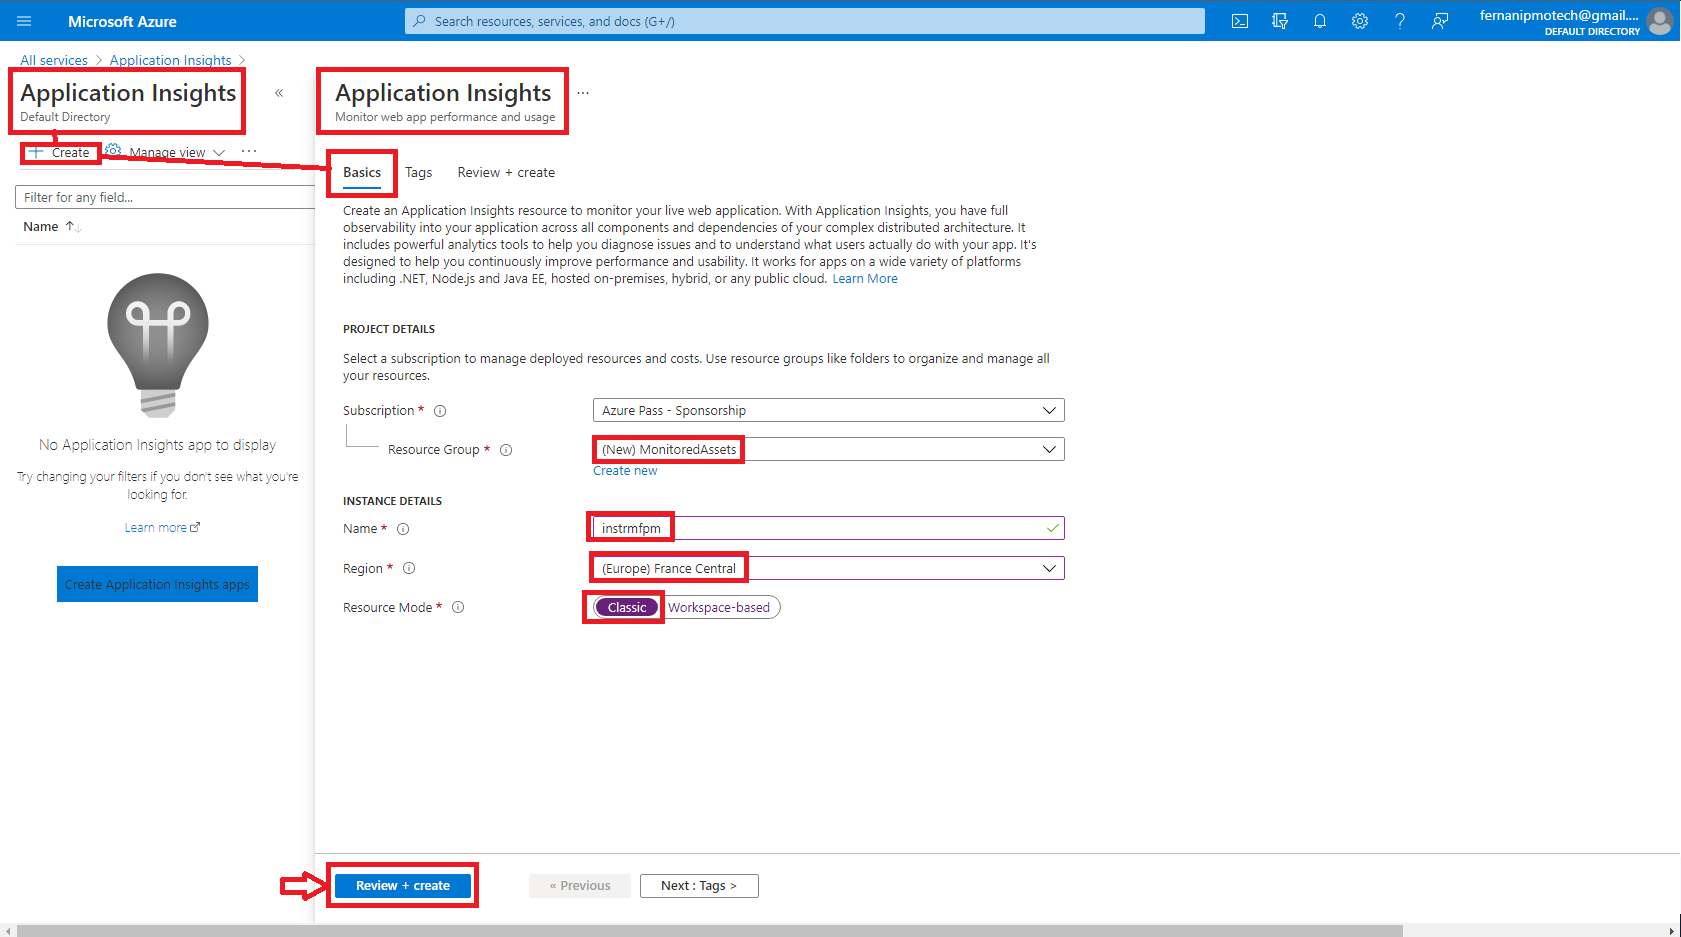 Microsoft Azure
Search resources, services, and docs (G+/)
fernanipmotech@gmail....
DEFAULT DIRECTORY
All services > Application Insights >
Application Insights
Default Directory
«
+ Create
Manage view
...
Filter for any field...
Name ↑↓
No Application Insights app to display
Try changing your filters if you don't see what you're
looking for.
Learn more
Create Application Insights apps
Application Insights
...
Monitor web app performance and usage
Basics
Tags
Review + create
Create an Application Insights resource to monitor your live web application. With Application Insights, you have full
observability into your application across all components and dependencies of your complex distributed architecture. It
includes powerful analytics tools to help you diagnose issues and to understand what users actually do with your app. It's
designed to help you continuously improve performance and usability. It works for apps on a wide variety of platforms
including .NET, Node.js and Java EE, hosted on-premises, hybrid, or any public cloud. Learn More
PROJECT DETAILS
Select a subscription to manage deployed resources and costs. Use resource groups like folders to organize and manage all
your resources.
Subscription *
Azure Pass - Sponsorship
Resource Group *
(New) MonitoredAssets
Create new
INSTANCE DETAILS
Name *
instrmfpm
Region *
(Europe) France Central
Resource Mode *
Classic
Workspace-based
Review + create
« Previous
Next : Tags >